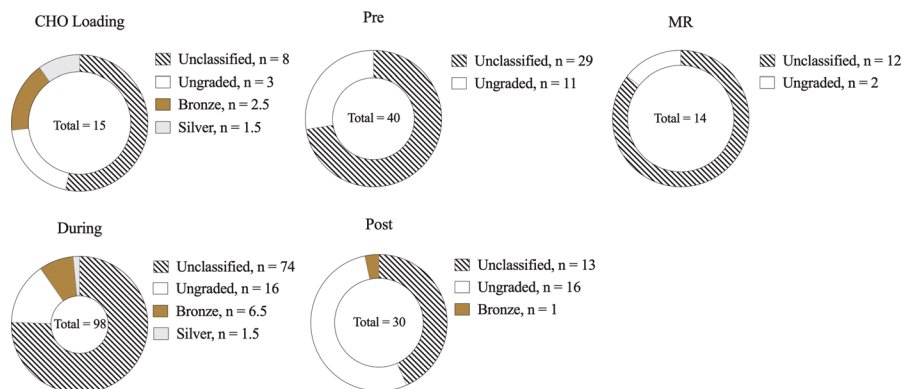 CHO Loading
Unclassified, n = 8
Ungraded, n = 3
Bronze, n = 2.5
Silver, n = 1.5
Total = 15
Pre
Unclassified, n = 29
Ungraded, n = 11
Total = 40
MR
Unclassified, n = 12
Ungraded, n = 2
Total = 14
During
Unclassified, n = 74
Ungraded, n = 16
Bronze, n = 6.5
Silver, n = 1.5
Total = 98
Post
Unclassified, n = 13
Ungraded, n = 16
Bronze, n = 1
Total = 30